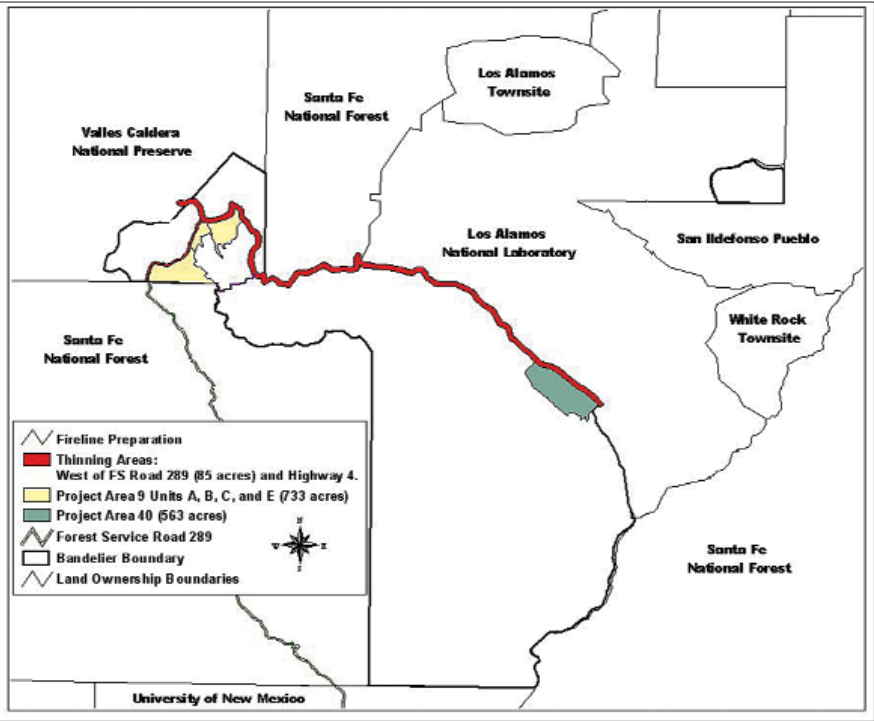 Los Alamos
Townsite
Santa Fe
National Forest
Valles Caldera
National Preserve
Los Alamos
National Laboratory
San Ildefonso Pueblo
White Rock
Townsite
Santa Fe
National Forest
Fireline Preparation
Thinning Areas:
West of FS Road 289 (85 acres) and Highway 4.
Project Area 9 Units A, B, C, and E (733 acres)
Project Area 40 (563 acres)
Forest Service Road 289
Bandelier Boundary
Land Ownership Boundaries
N
W E
S
Santa Fe
National Forest
University of New Mexico